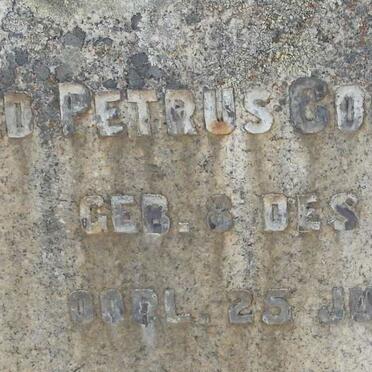 D PETRUS CO
GEB. 8 DES
OORL. 25 JA